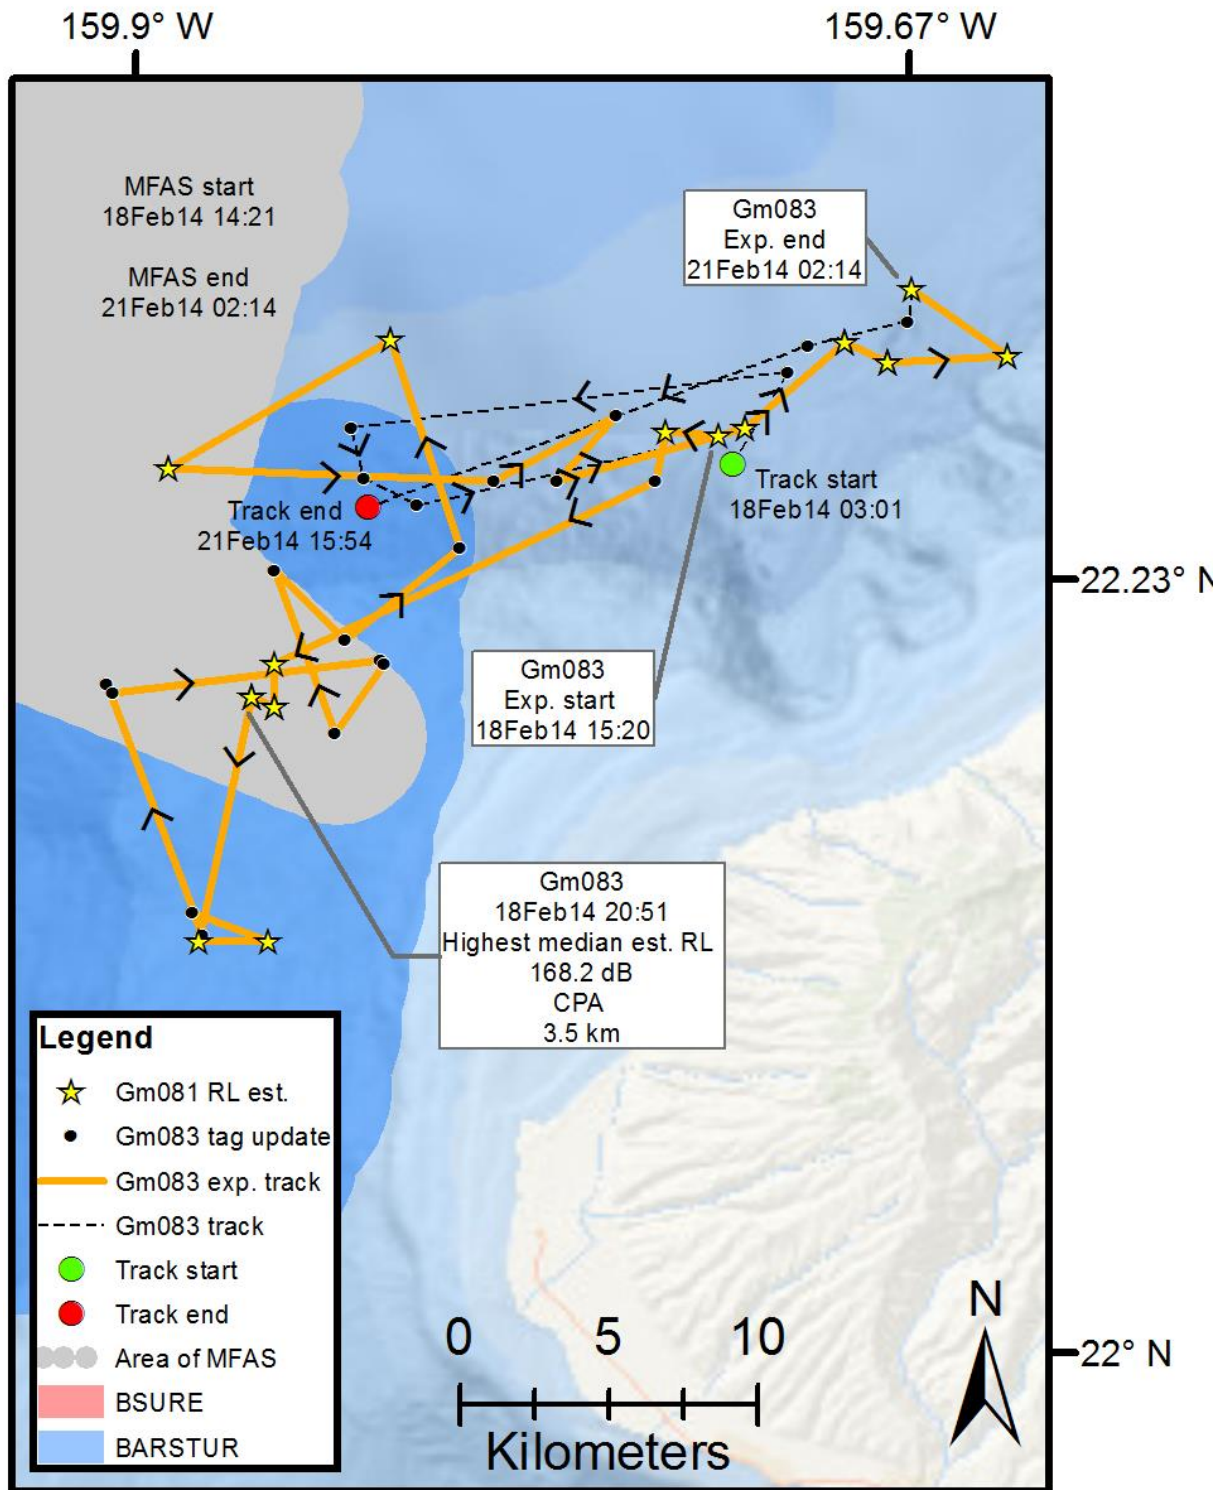 159.9° W
159.67° W
MFAS start
18Feb14 14:21
MFAS end
21Feb14 02:14
Gm083
Exp. end
21Feb14 02:14
Track start
18Feb14 03:01
Track end
21Feb14 15:54
22.23° N
Gm083
Exp. start
18Feb14 15:20
Gm083
18Feb14 20:51
Highest median est. RL
168.2 dB
CPA
3.5 km
Legend
Gm081 RL est.
Gm083 tag update
Gm083 exp. track
Gm083 track
Track start
Track end
Area of MFAS
BSURE
BARSTUR
0 5 10
Kilometers
N
22° N